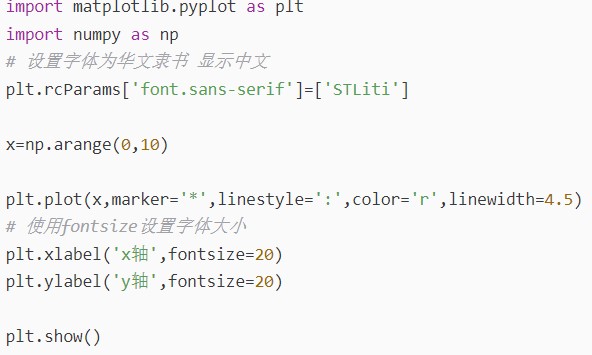 import matplotlib.pyplot as plt
import numpy as np
# 设置字体为华文隶书 显示中文
plt.rcParams['font.sans-serif']=['STLiti']
x=np.arange(0,10)
plt.plot(x,marker='*',linestyle=':',color='r',linewidth=4.5)
# 使用fontsize设置字体大小
plt.xlabel('x轴',fontsize=20)
plt.ylabel('y轴',fontsize=20)
plt.show()